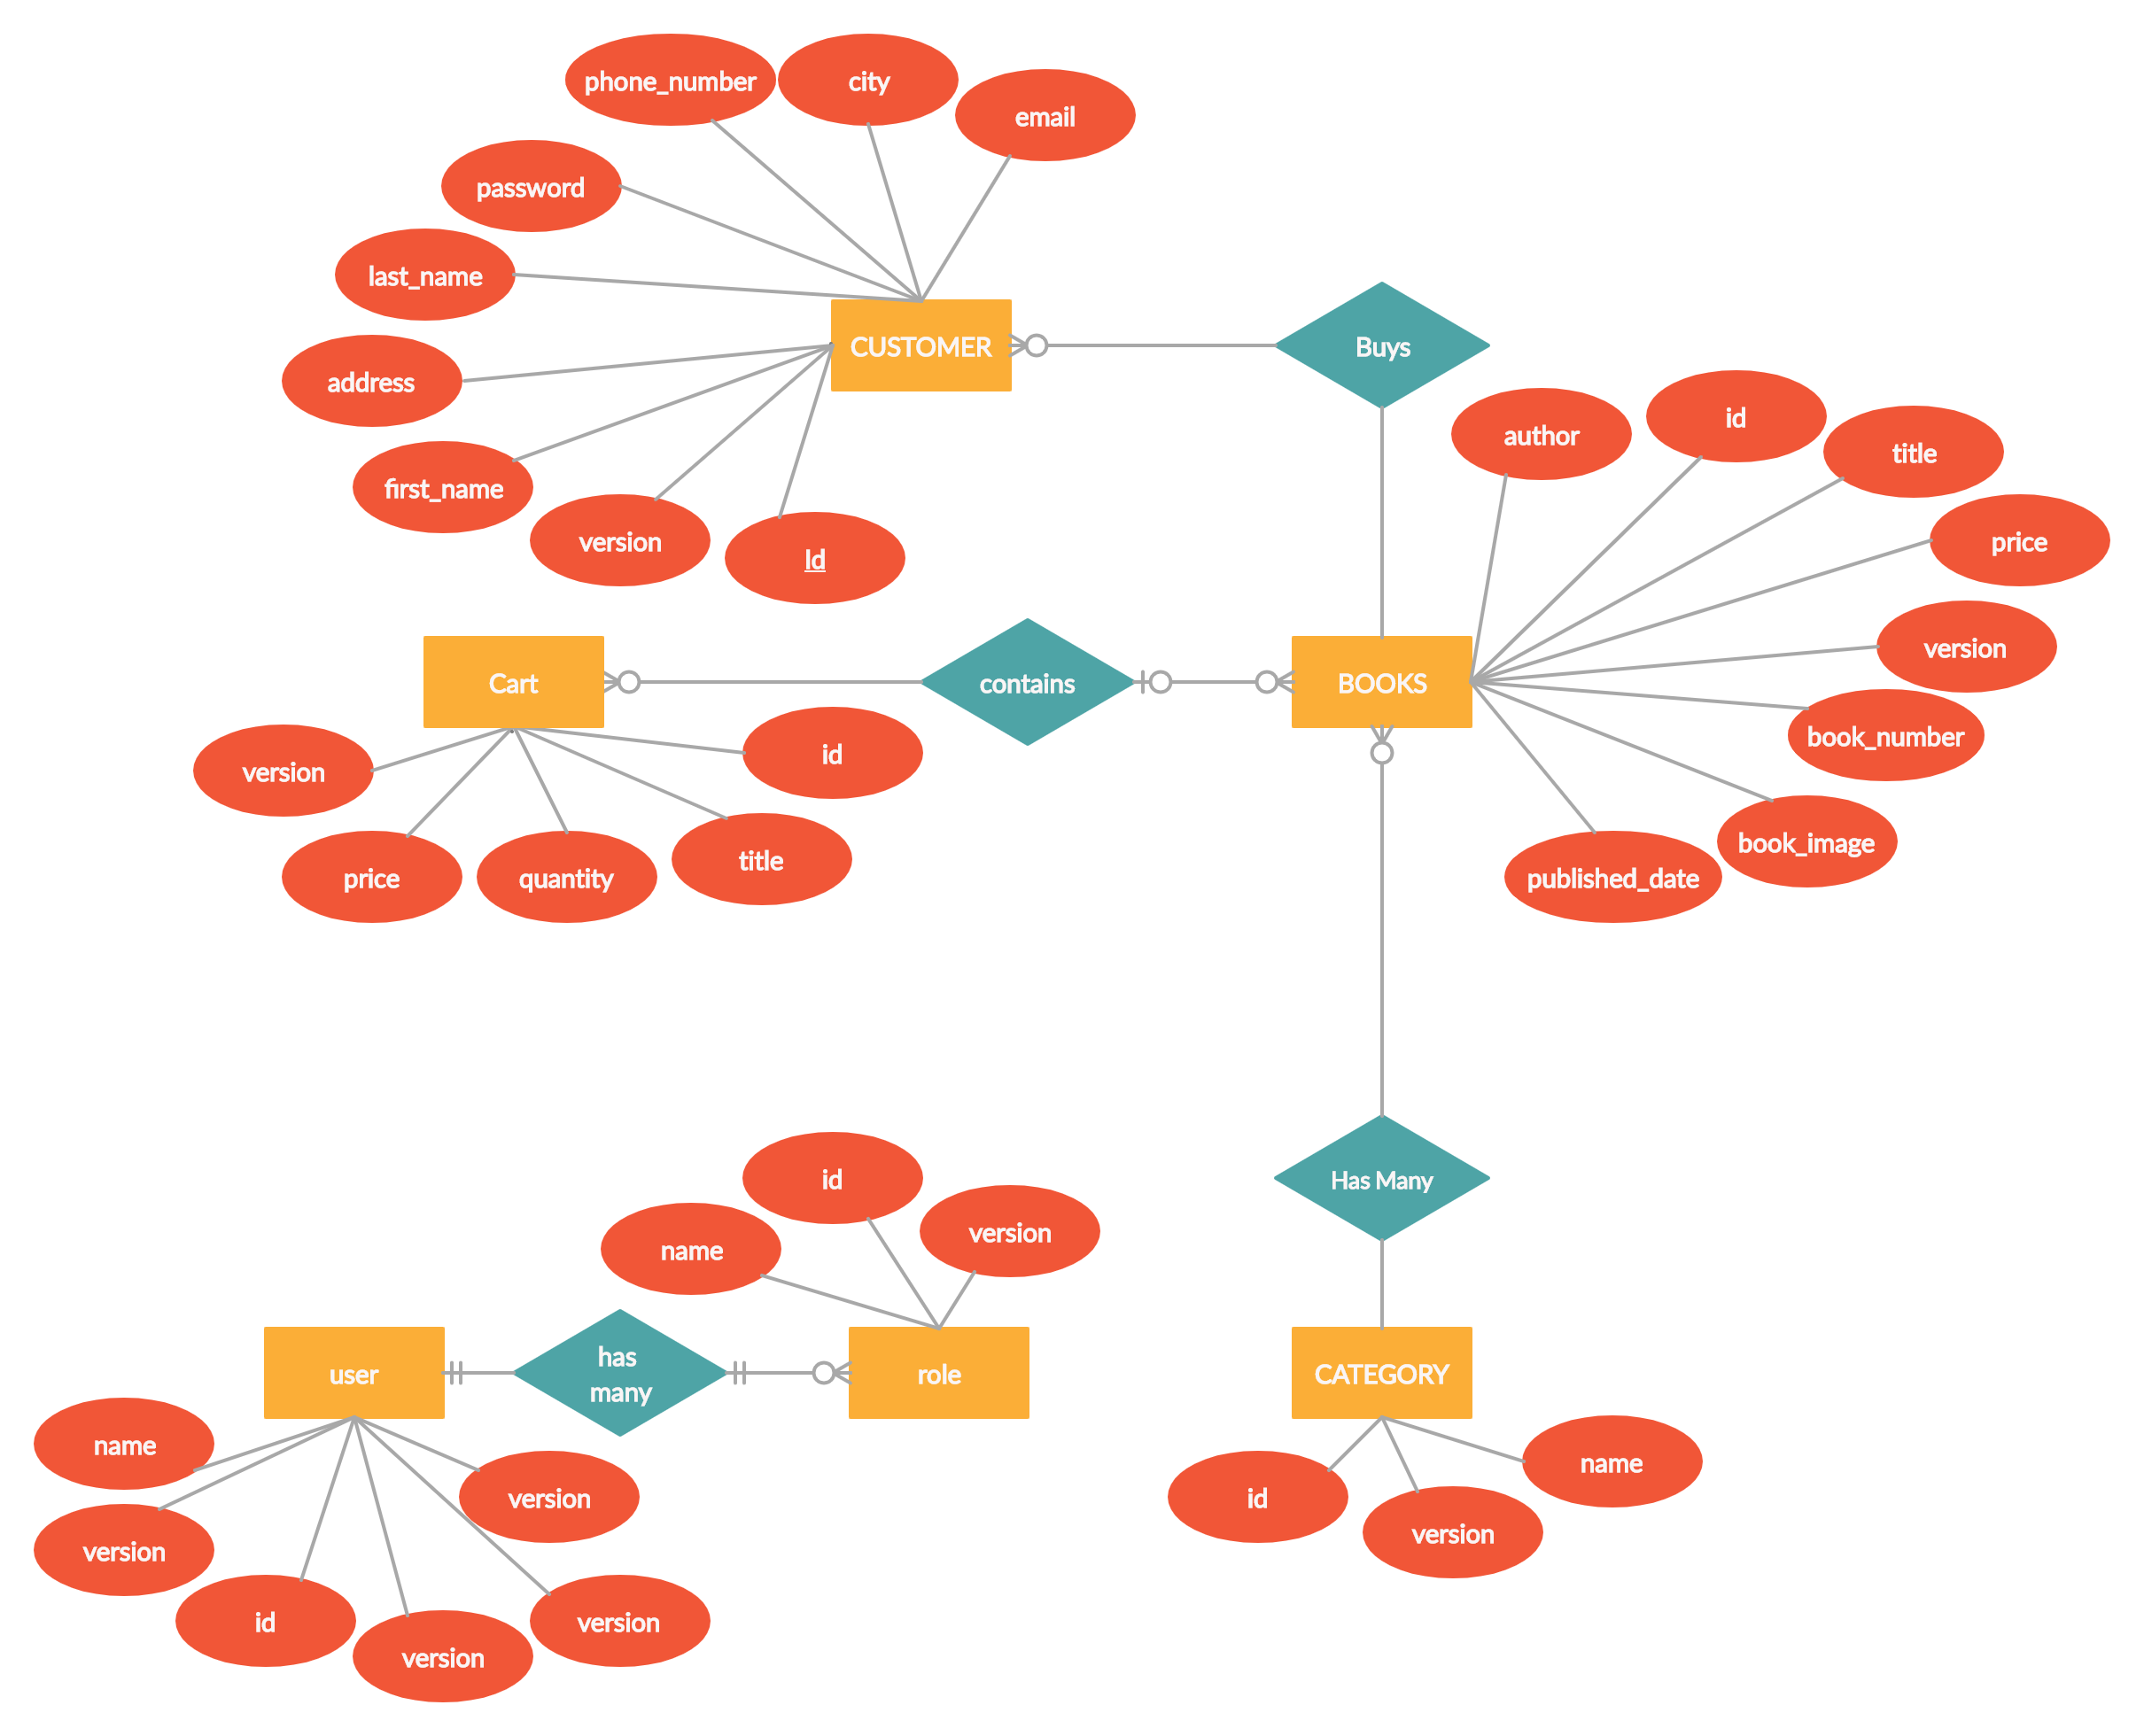 phone_number
city
email
password
last_name
CUSTOMER
Buys
address
author
id
title
first_name
version
Id
price
version
Cart
contains
BOOKS
book_number
version
id
price
quantity
title
book_image
published_date
id
Has Many
name
version
user
has
many
role
CATEGORY
name
version
version
id
version
version
id
version
name